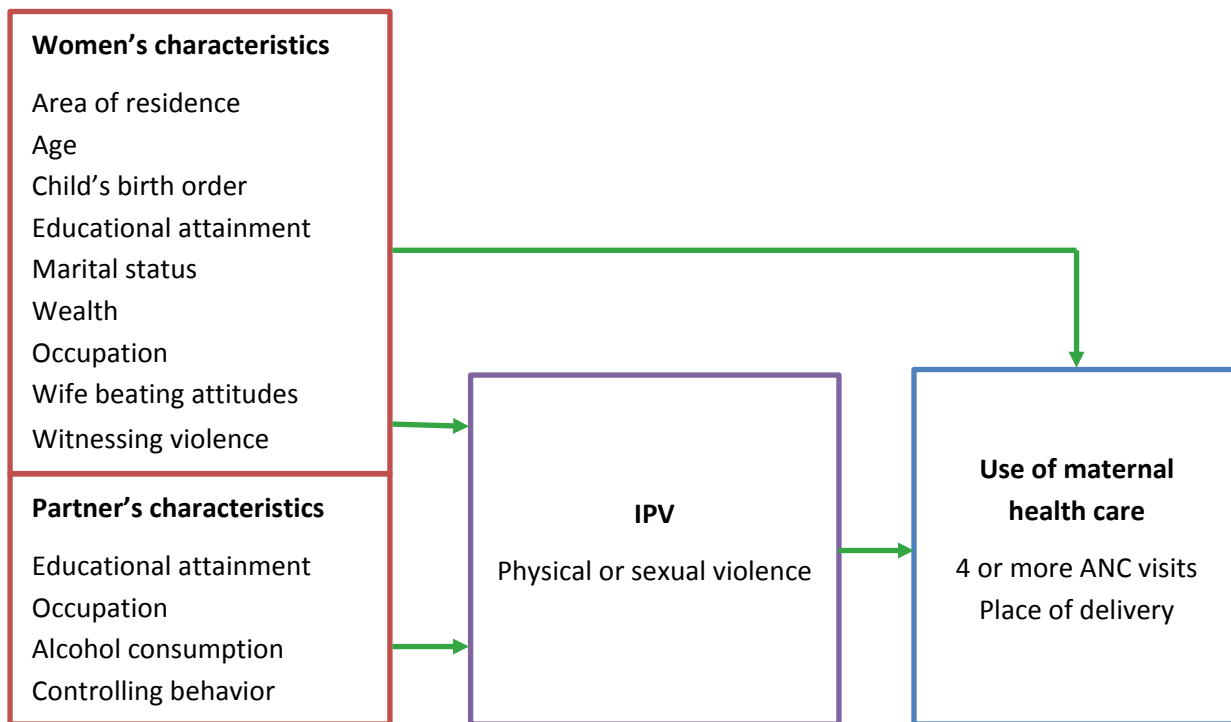 Women’s characteristics
Area of residence
Age
Child’s birth order
Educational attainment
Marital status
Wealth
Occupation
Wife beating attitudes
Witnessing violence
Partner’s characteristics
Educational attainment
Occupation
Alcohol consumption
Controlling behavior
IPV
Physical or sexual violence
Use of maternal
health care
4 or more ANC visits
Place of delivery